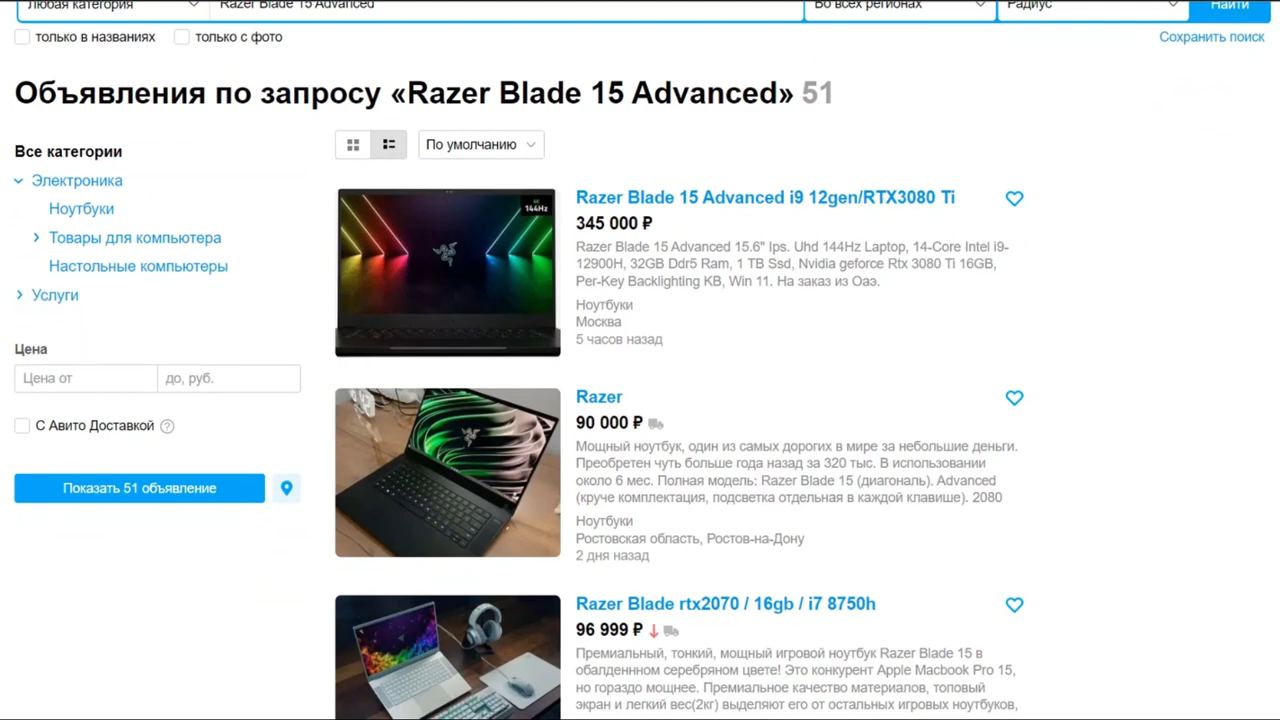 Любая категория
Razer Blade 15 Advanced
Во всех регионах
Радиус
Найти
только в названиях
только с фото
Сохранить поиск
Объявления по запросу «Razer Blade 15 Advanced» 51
Все категории
По умолчанию
Электроника
Ноутбуки
Товары для компьютера
Настольные компьютеры
Услуги
Цена
Цена от
до, руб.
С Авито Доставкой ?
Показать 51 объявление
144Hz
Razer Blade 15 Advanced i9 12gen/RTX3080 Ti
345 000 ₽
Razer Blade 15 Advanced 15.6" Ips. Uhd 144Hz Laptop, 14-Core Intel i9-
12900H, 32GB Ddr5 Ram, 1 TB Ssd, Nvidia geforce Rtx 3080 Ti 16GB,
Per-Key Backlighting KB, Win 11. На заказ из Оаэ.
Ноутбуки
Москва
5 часов назад
Razer
90 000 ₽
Мощный ноутбук, один из самых дорогих в мире за небольшие деньги.
Преобретен чуть больше года назад за 320 тыс. В использовании
около 6 мес. Полная модель: Razer Blade 15 (диагональ). Advanced
(круче комплектация, подсветка отдельная в каждой клавише). 2080
Ноутбуки
Ростовская область, Ростов-на-Дону
2 дня назад
Razer Blade rtx2070 / 16gb / i7 8750h
96 999 ₽
Премиальный, тонкий, мощный игровой ноутбук Razer Blade 15 в
обалденнном серебряном цвете! Это конкурент Apple Macbook Pro 15,
но гораздо мощнее. Премиальное качество материалов, топовый
экран и легкий вес(2кг) выделяют его от остальных игровых ноутбуков,